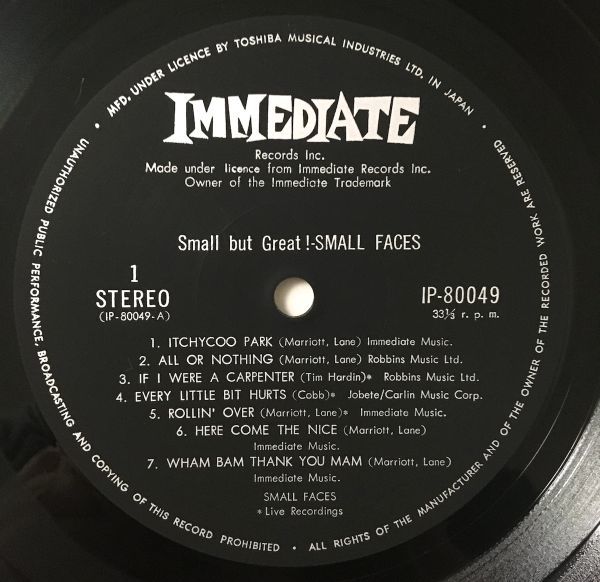 • MFD. UNDER LICENCE BY TOSHIBA MUSICAL INDUSTRIES LTD. IN JAPAN •
IMMEDIATE
Records Inc.
Made under licence from Immediate Records Inc.
Owner of the Immediate Trademark
Small but Great!-SMALL FACES
1
STEREO
(IP-80049-A)
IP-80049
33⅓ r. p. m.
1. ITCHYCOO PARK (Marriott, Lane) Immediate Music.
2. ALL OR NOTHING (Marriott, Lane) Robbins Music Ltd.
3. IF I WERE A CARPENTER (Tim Hardin)* Robbins Music Ltd.
4. EVERY LITTLE BIT HURTS (Cobb)* Jobete/Carlin Music Corp.
5. ROLLIN' OVER (Marriott, Lane)* Immediate Music.
6. HERE COME THE NICE (Marriott, Lane)
Immediate Music.
7. WHAM BAM THANK YOU MAM (Marriott, Lane)
Immediate Music.
SMALL FACES
*Live Recordings
UNAUTHORIZED PUBLIC PERFORMANCE, BROADCASTING AND COPYING OF THIS RECORD PROHIBITED • ALL RIGHTS OF THE MANUFACTURER AND OF THE OWNER OF THE RECORDED WORK ARE RESERVED